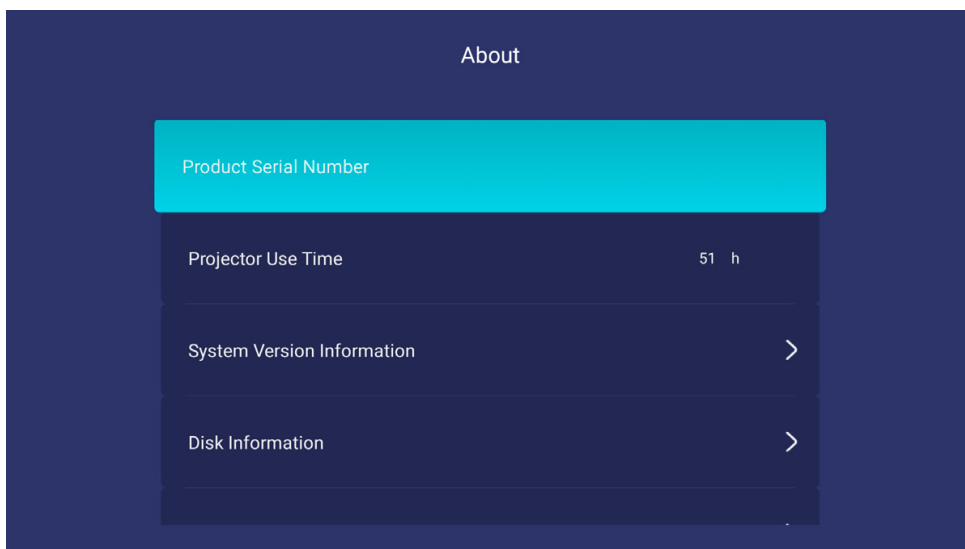 About
Product Serial Number
Projector Use Time 51 h
System Version Information
Disk Information